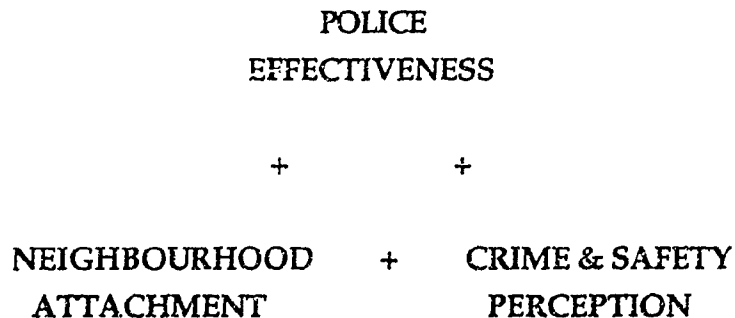 POLICE
EFFECTIVENESS
+ +
NEIGHBOURHOOD + CRIME & SAFETY
ATTACHMENT PERCEPTION